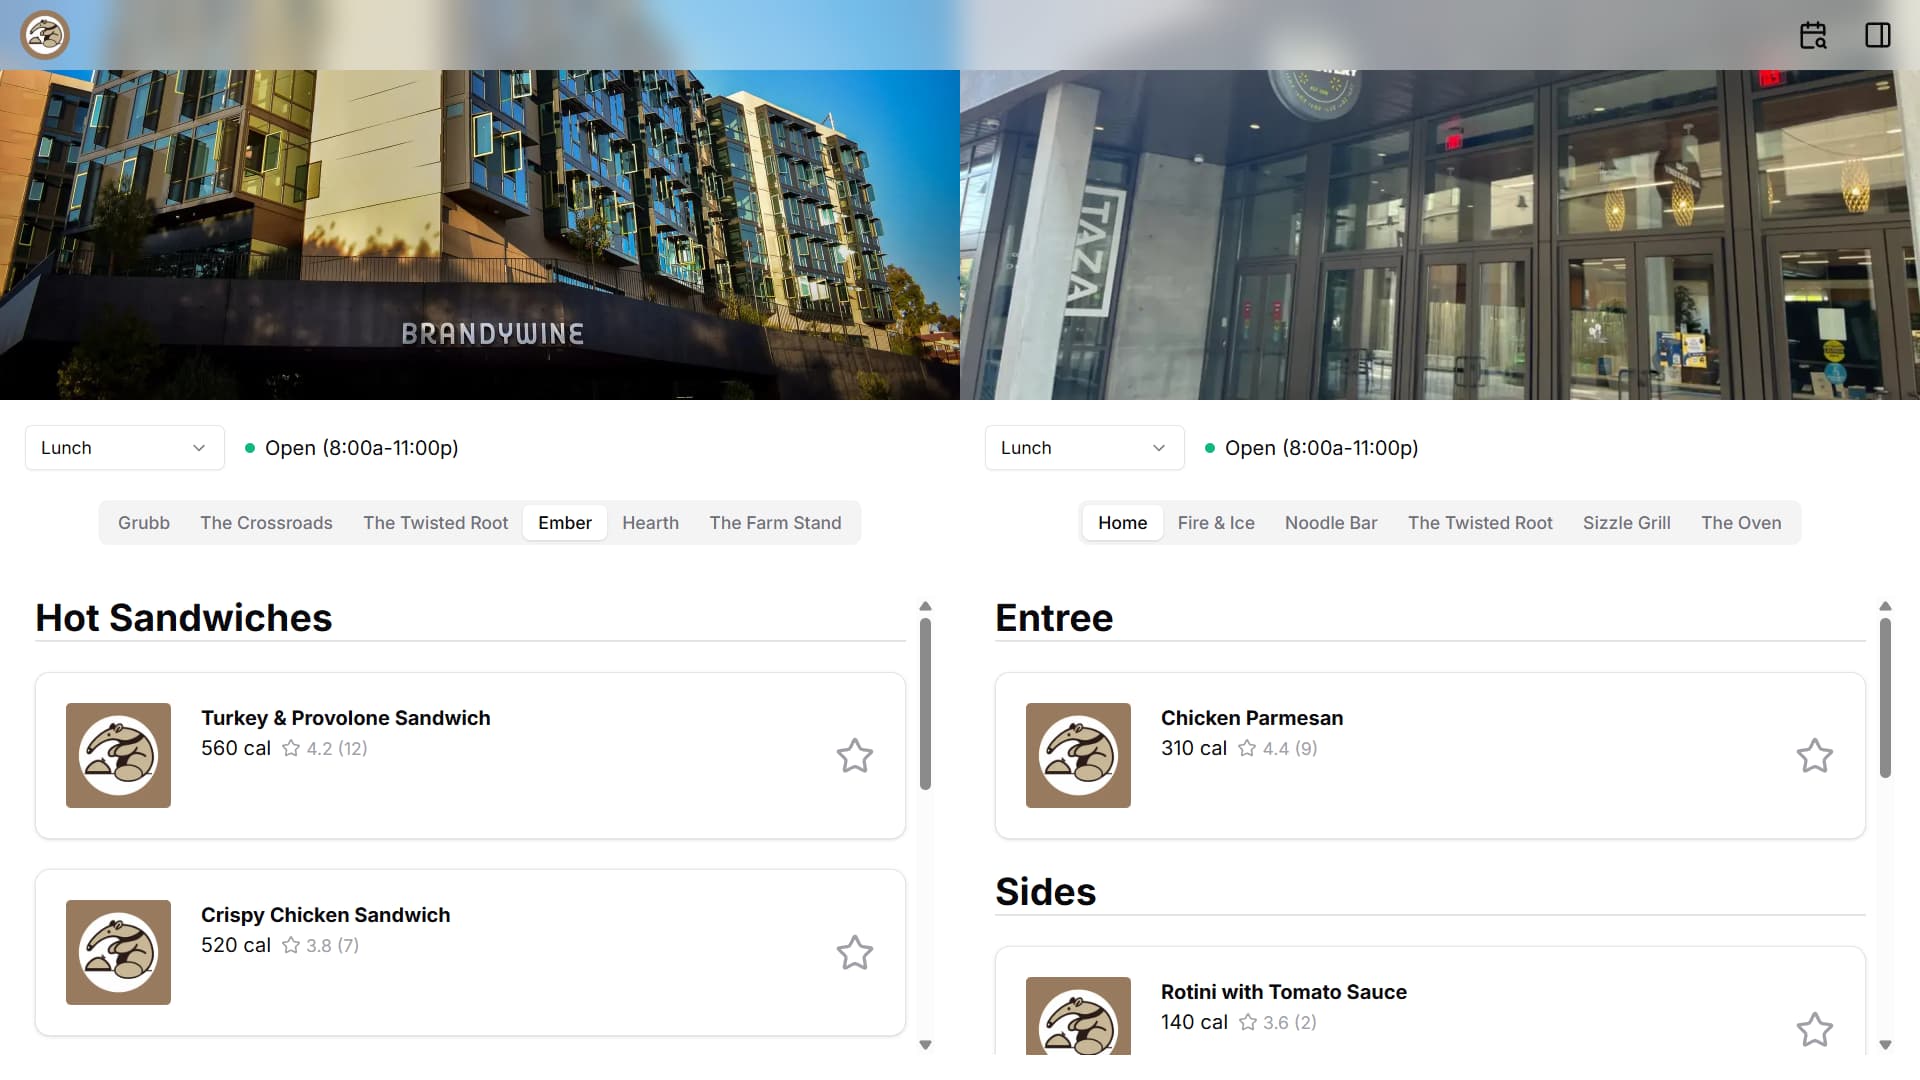 BRANDYWINE
TAZA
Lunch
Open (8:00a-11:00p)
Grubb
The Crossroads
The Twisted Root
Ember
Hearth
The Farm Stand
Hot Sandwiches
Turkey & Provolone Sandwich
560 cal
4.2 (12)
Crispy Chicken Sandwich
520 cal
3.8 (7)
Lunch
Open (8:00a-11:00p)
Home
Fire & Ice
Noodle Bar
The Twisted Root
Sizzle Grill
The Oven
Entree
Chicken Parmesan
310 cal
4.4 (9)
Sides
Rotini with Tomato Sauce
140 cal
3.6 (2)